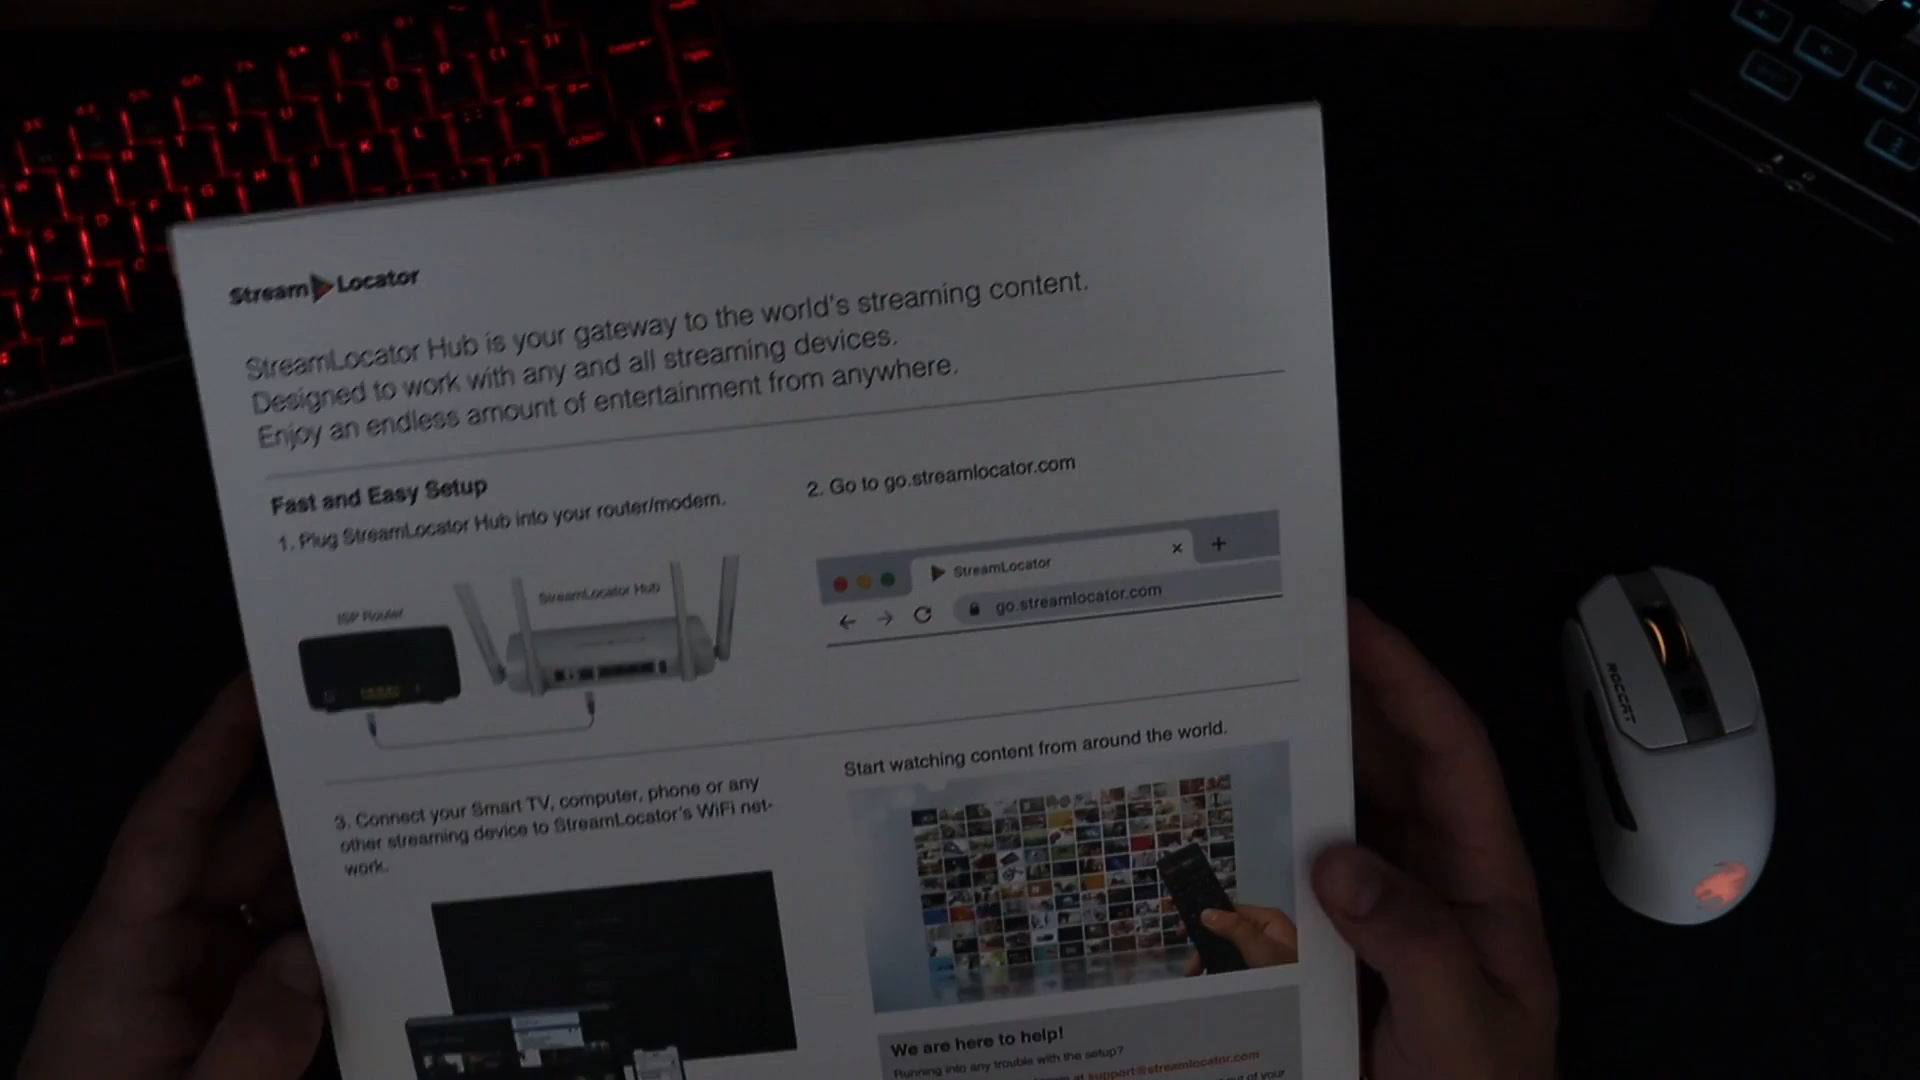 Stream Locator
StreamLocator Hub is your gateway to the world's streaming content.
Designed to work with any and all streaming devices.
Enjoy an endless amount of entertainment from anywhere.
Fast and Easy Setup
1. Plug StreamLocator Hub into your router/modem.
ISP Router
StreamLocator Hub
2. Go to go.streamlocator.com
StreamLocator
go.streamlocator.com
3. Connect your Smart TV, computer, phone or any
other streaming device to StreamLocator's WiFi net-
work.
Start watching content from around the world.
We are here to help!
Running into any trouble with the setup?
at support@streamlocator.com
out of your
ROCCAT